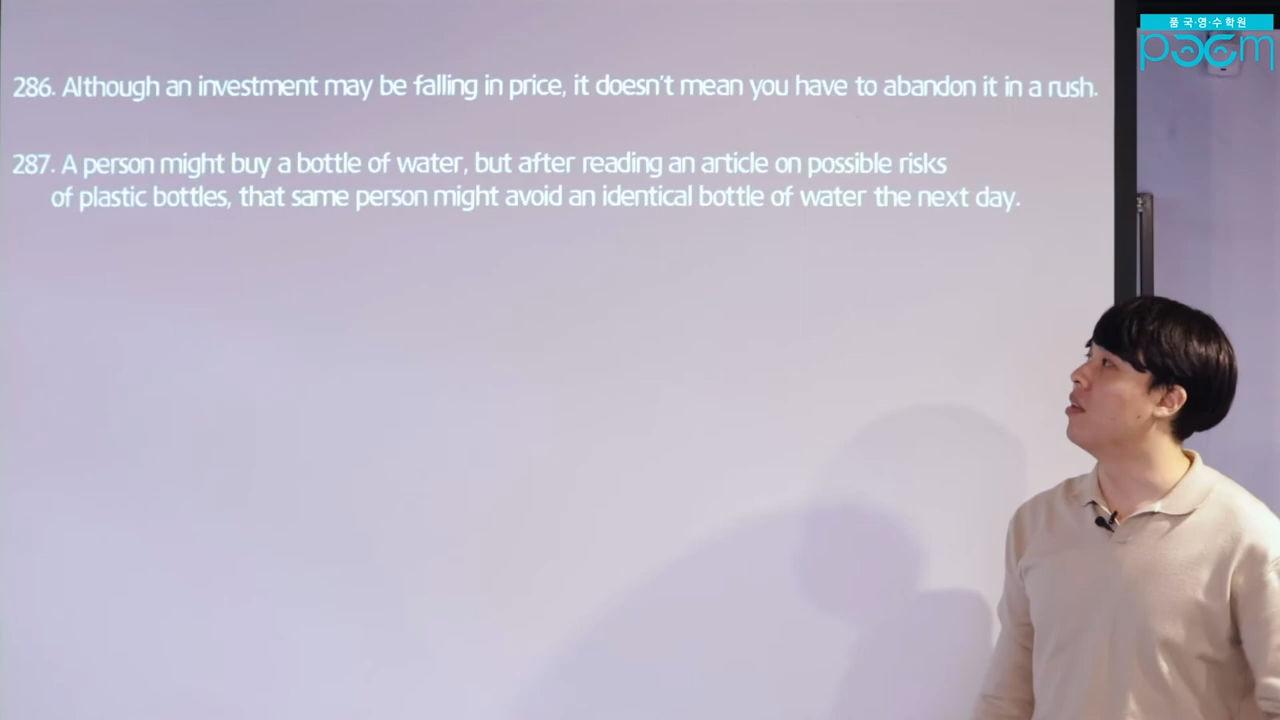 품 국·영·수 학원
poem
286. Although an investment may be falling in price, it doesn't mean you have to abandon it in a rush.
287. A person might buy a bottle of water, but after reading an article on possible risks
of plastic bottles, that same person might avoid an identical bottle of water the next day.